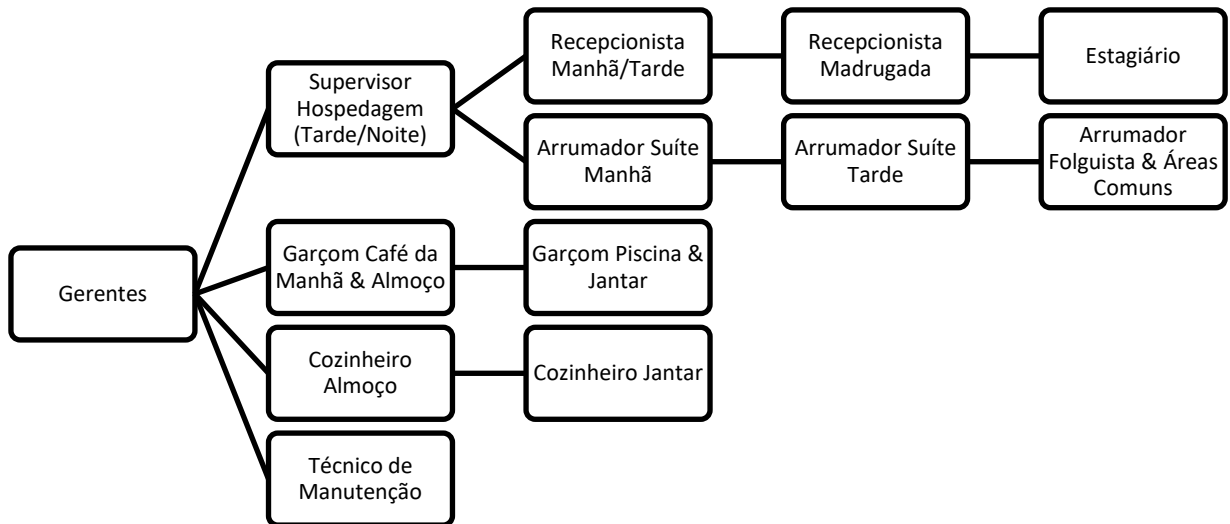 Gerentes
Supervisor
Hospedagem
(Tarde/Noite)
Recepcionista
Manhã/Tarde
Recepcionista
Madrugada
Estagiário
Arrumador Suíte
Manhã
Arrumador Suíte
Tarde
Arrumador
Folguista & Áreas
Comuns
Garçom Café da
Manhã & Almoço
Garçom Piscina &
Jantar
Cozinheiro
Almoço
Cozinheiro Jantar
Técnico de
Manutenção